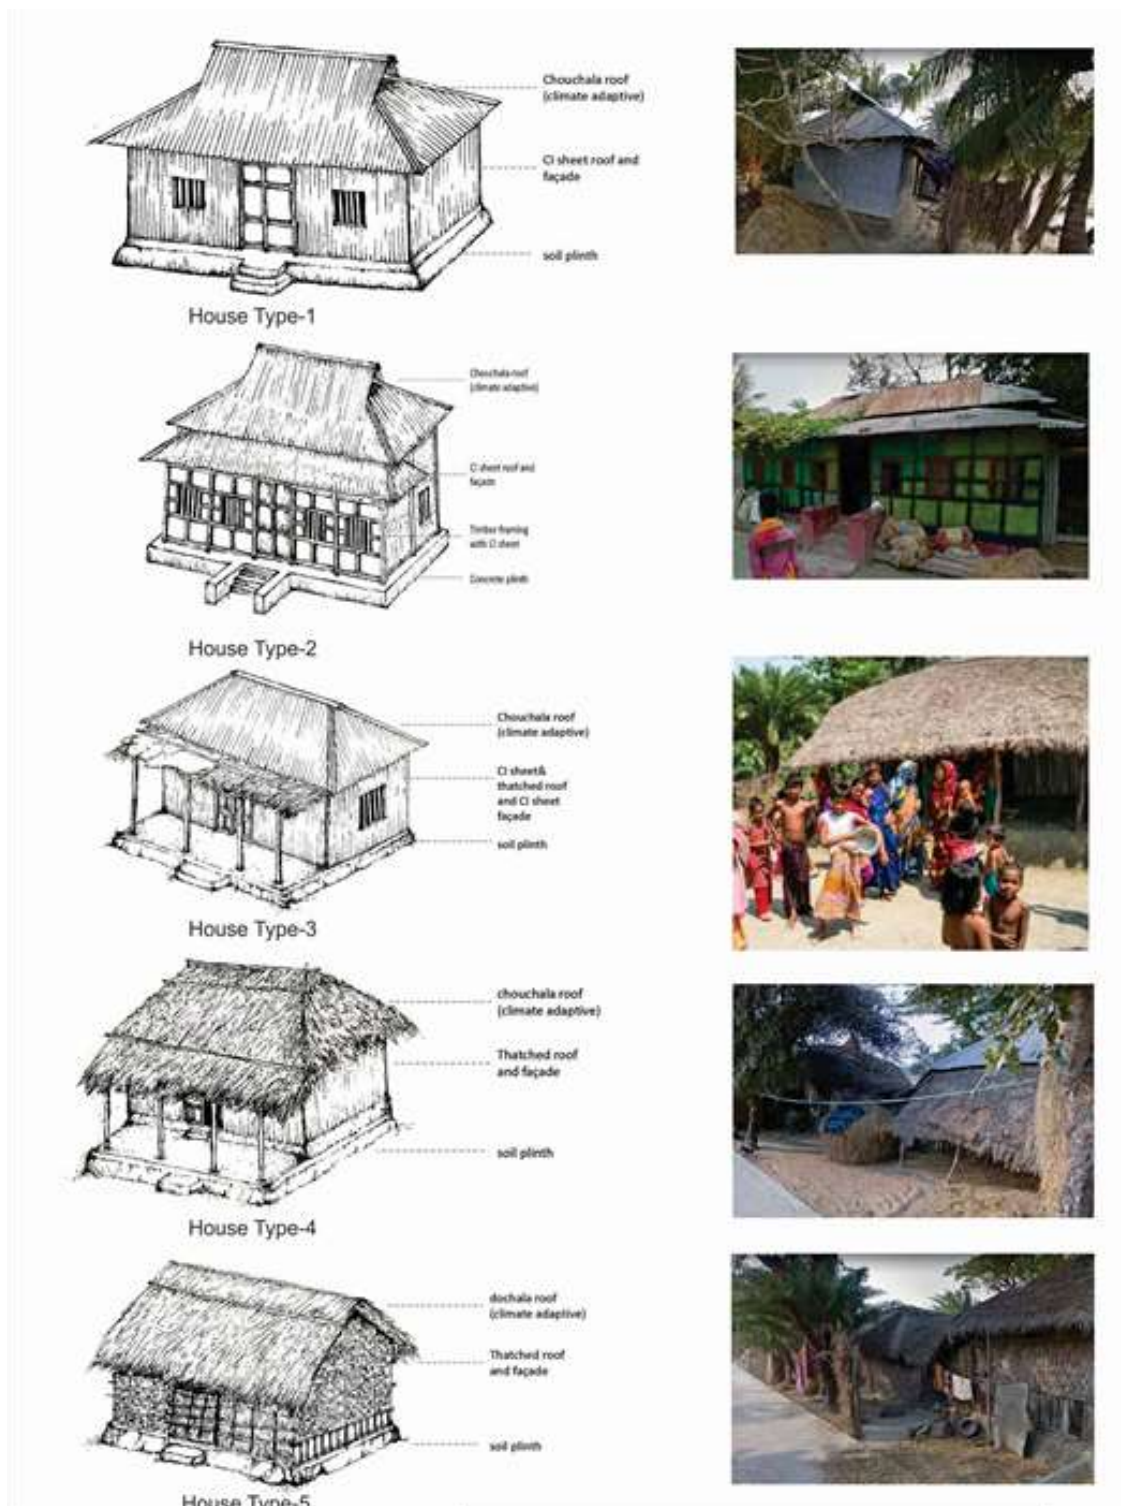 Chouchala roof
(climate adaptive)
CI sheet roof and
façade
soil plinth
House Type-1
Chouchala roof
(climate adaptive)
CI sheet roof and
façade
Timber framing
with CI sheet
Concrete plinth
House Type-2
Chouchala roof
(climate adaptive)
CI sheet&
thatched roof
and CI sheet
façade
soil plinth
House Type-3
chouchala roof
(climate adaptive)
Thatched roof
and façade
soil plinth
House Type-4
dochala roof
(climate adaptive)
Thatched roof
and façade
soil plinth
House Type-5